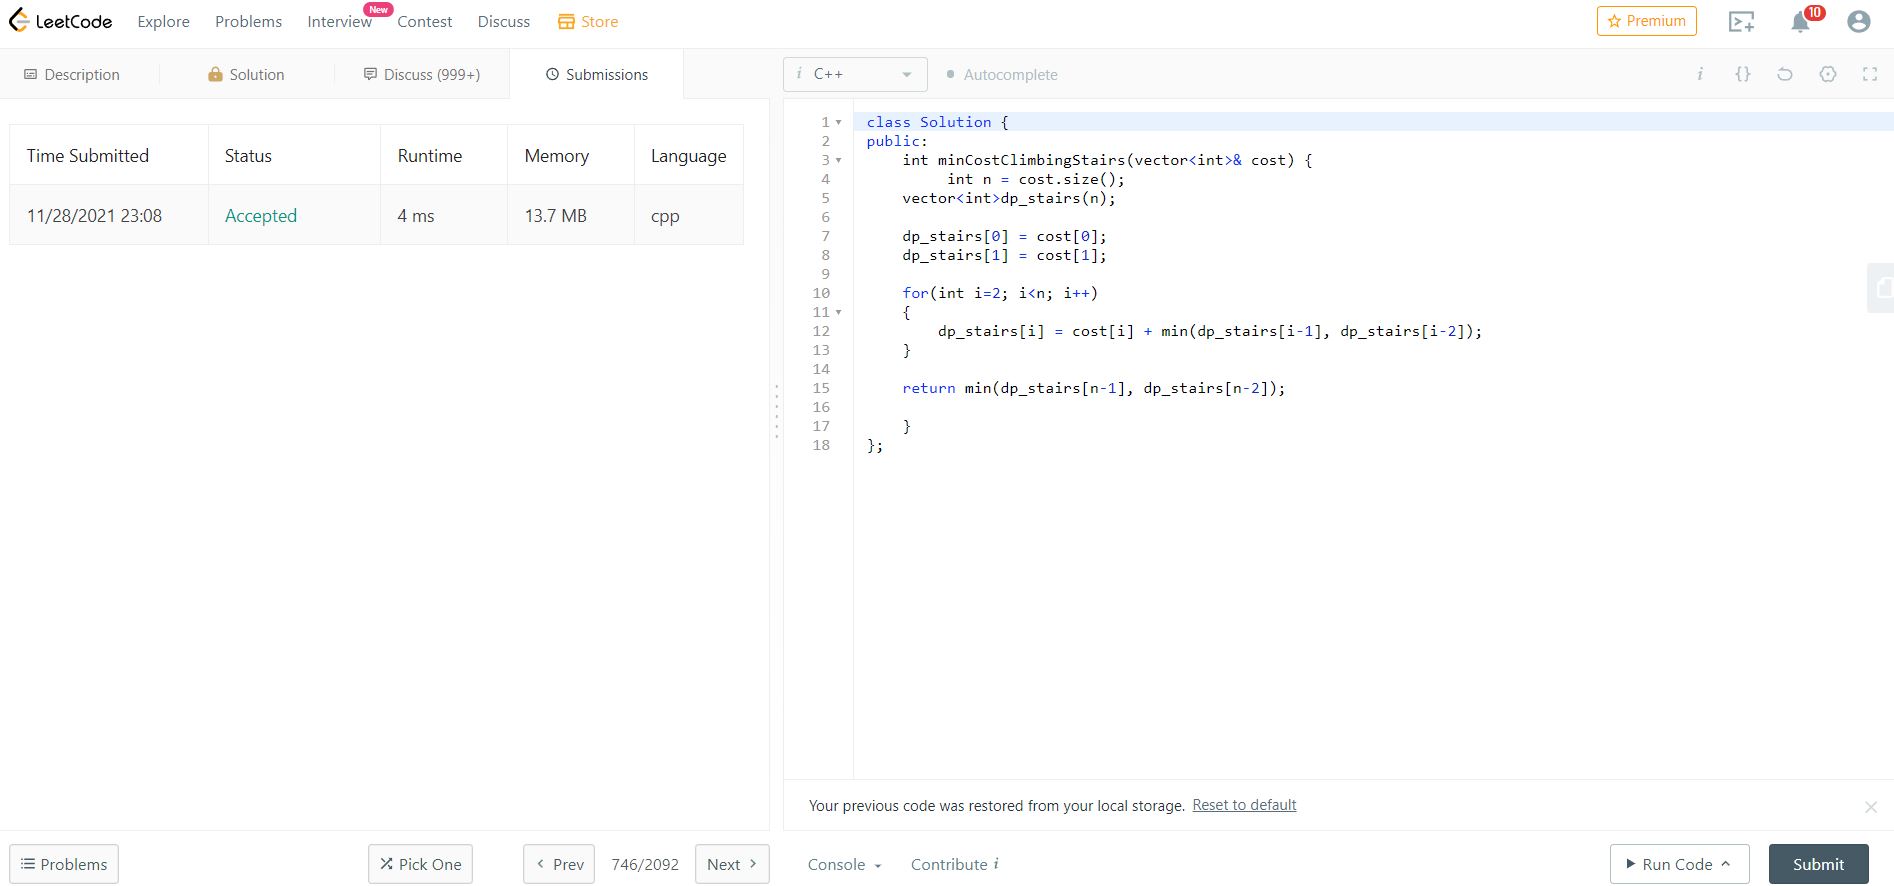 LeetCode Explore Problems Interview New Contest Discuss Store Premium 10
Description Solution Discuss (999+) Submissions i C++ Autocomplete i {}
Time Submitted Status Runtime Memory Language
11/28/2021 23:08 Accepted 4 ms 13.7 MB cpp
1 class Solution {
2 public:
3 int minCostClimbingStairs(vector<int>& cost) {
4 int n = cost.size();
5 vector<int>dp_stairs(n);
6
7 dp_stairs[0] = cost[0];
8 dp_stairs[1] = cost[1];
9
10 for(int i=2; i<n; i++)
11 {
12 dp_stairs[i] = cost[i] + min(dp_stairs[i-1], dp_stairs[i-2]);
13 }
14
15 return min(dp_stairs[n-1], dp_stairs[n-2]);
16
17 }
18 };
Your previous code was restored from your local storage. Reset to default
Problems Pick One Prev 746/2092 Next Console Contribute i Run Code Submit